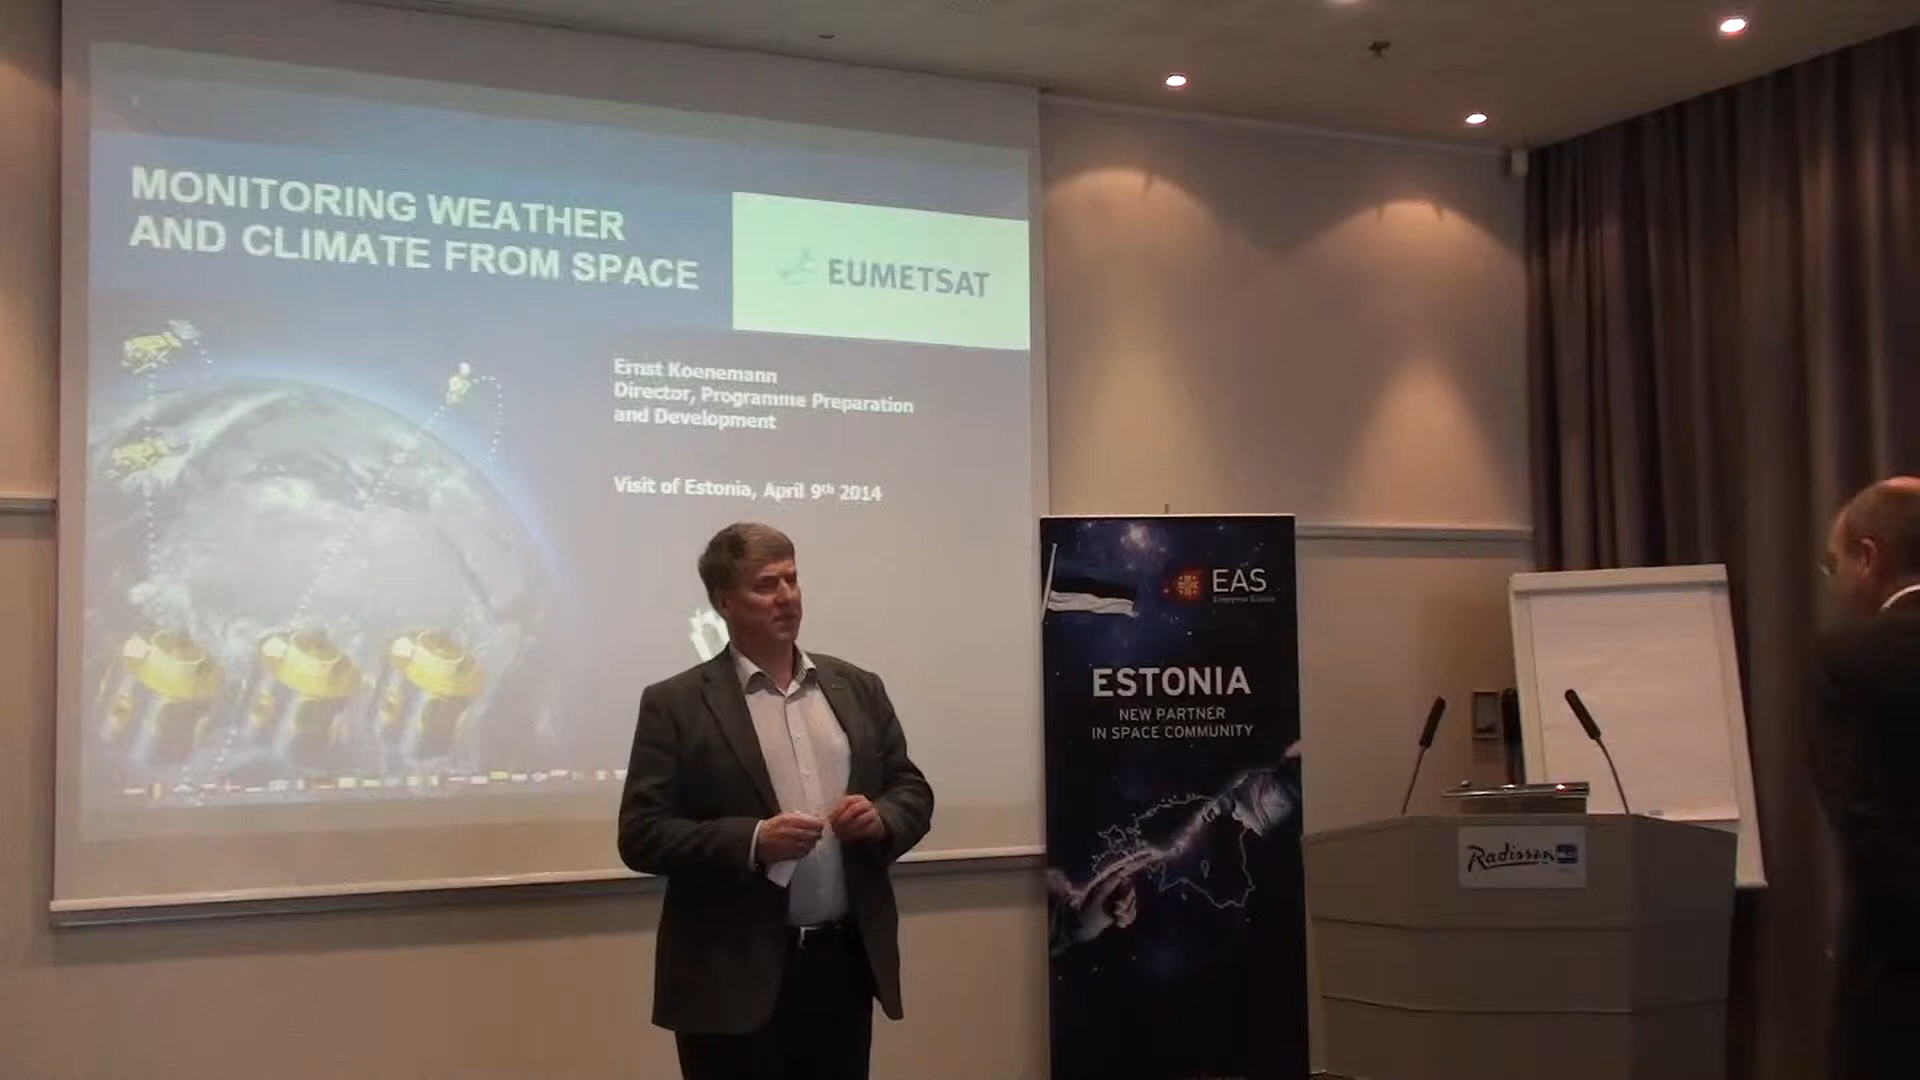 MONITORING WEATHER
AND CLIMATE FROM SPACE
EUMETSAT
Ernst Koenemann
Director, Programme Preparation
and Development
Visit of Estonia, April 9th 2014
EAS
ESTONIA
NEW PARTNER
IN SPACE COMMUNITY
Radisson